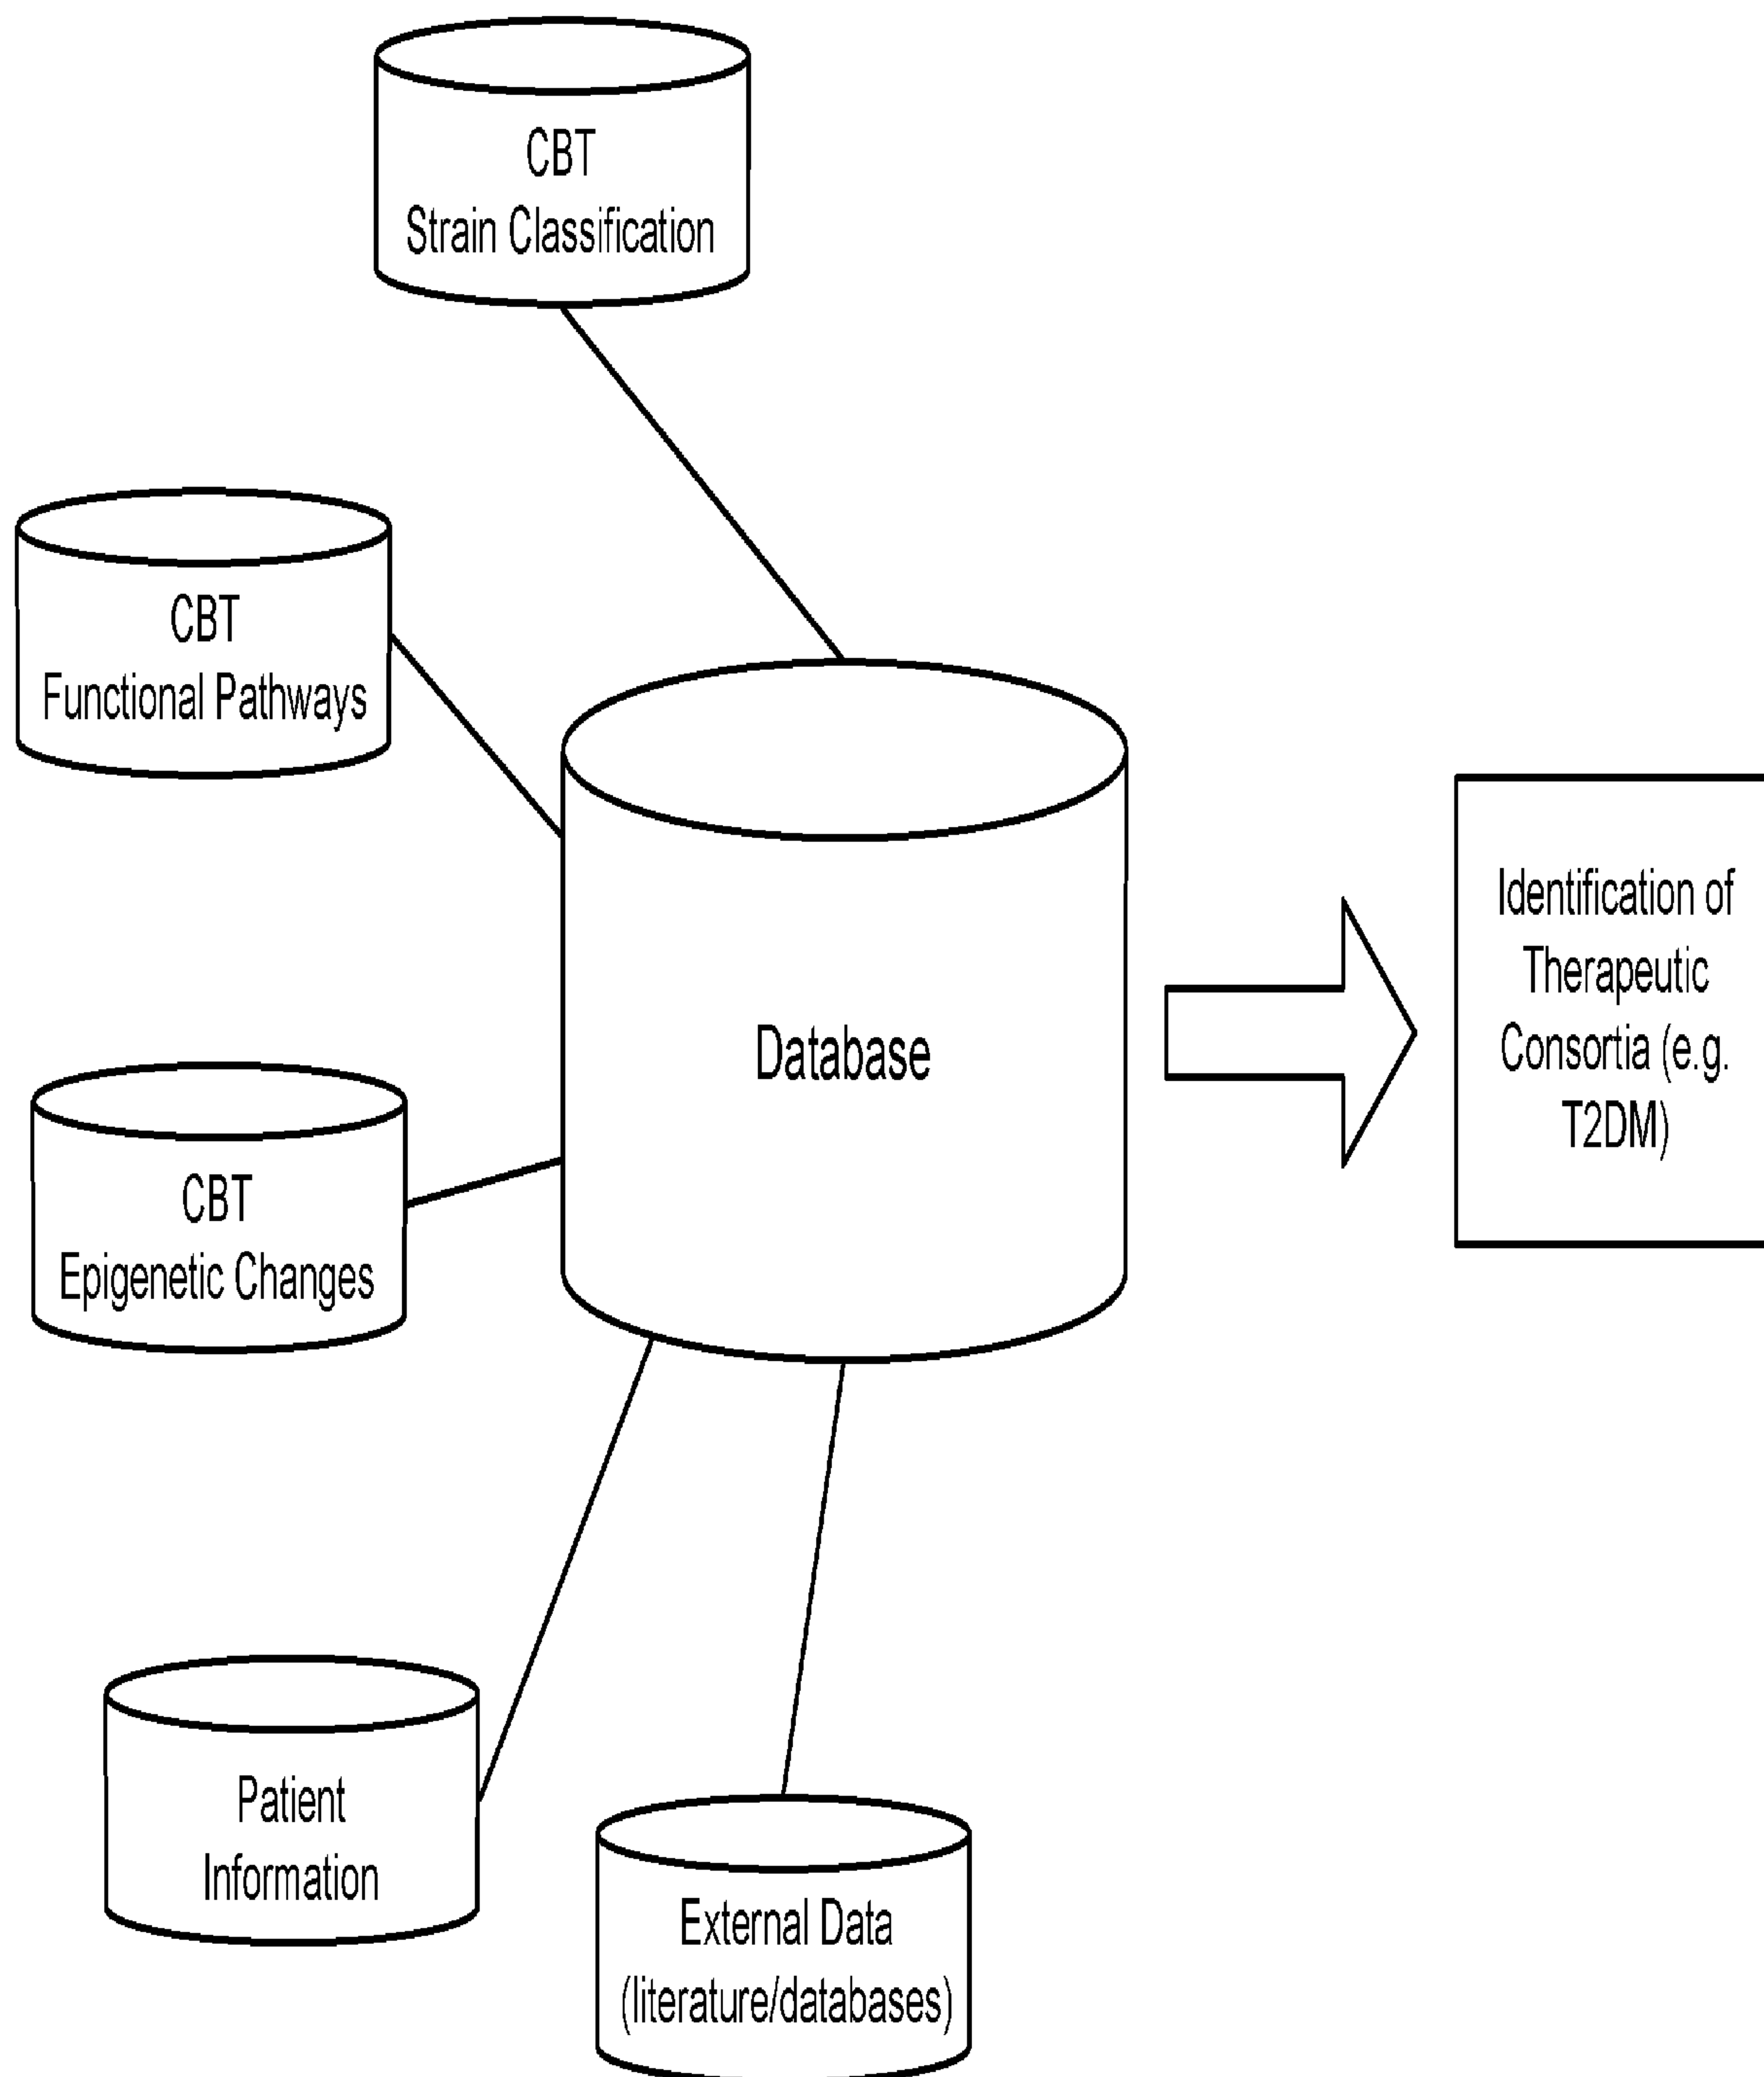 CBT
Strain Classification
CBT
Functional Pathways
Database
Identification of
Therapeutic
Consortia (e.g.
T2DM)
CBT
Epigenetic Changes
Patient
Information
External Data
(literature/databases)